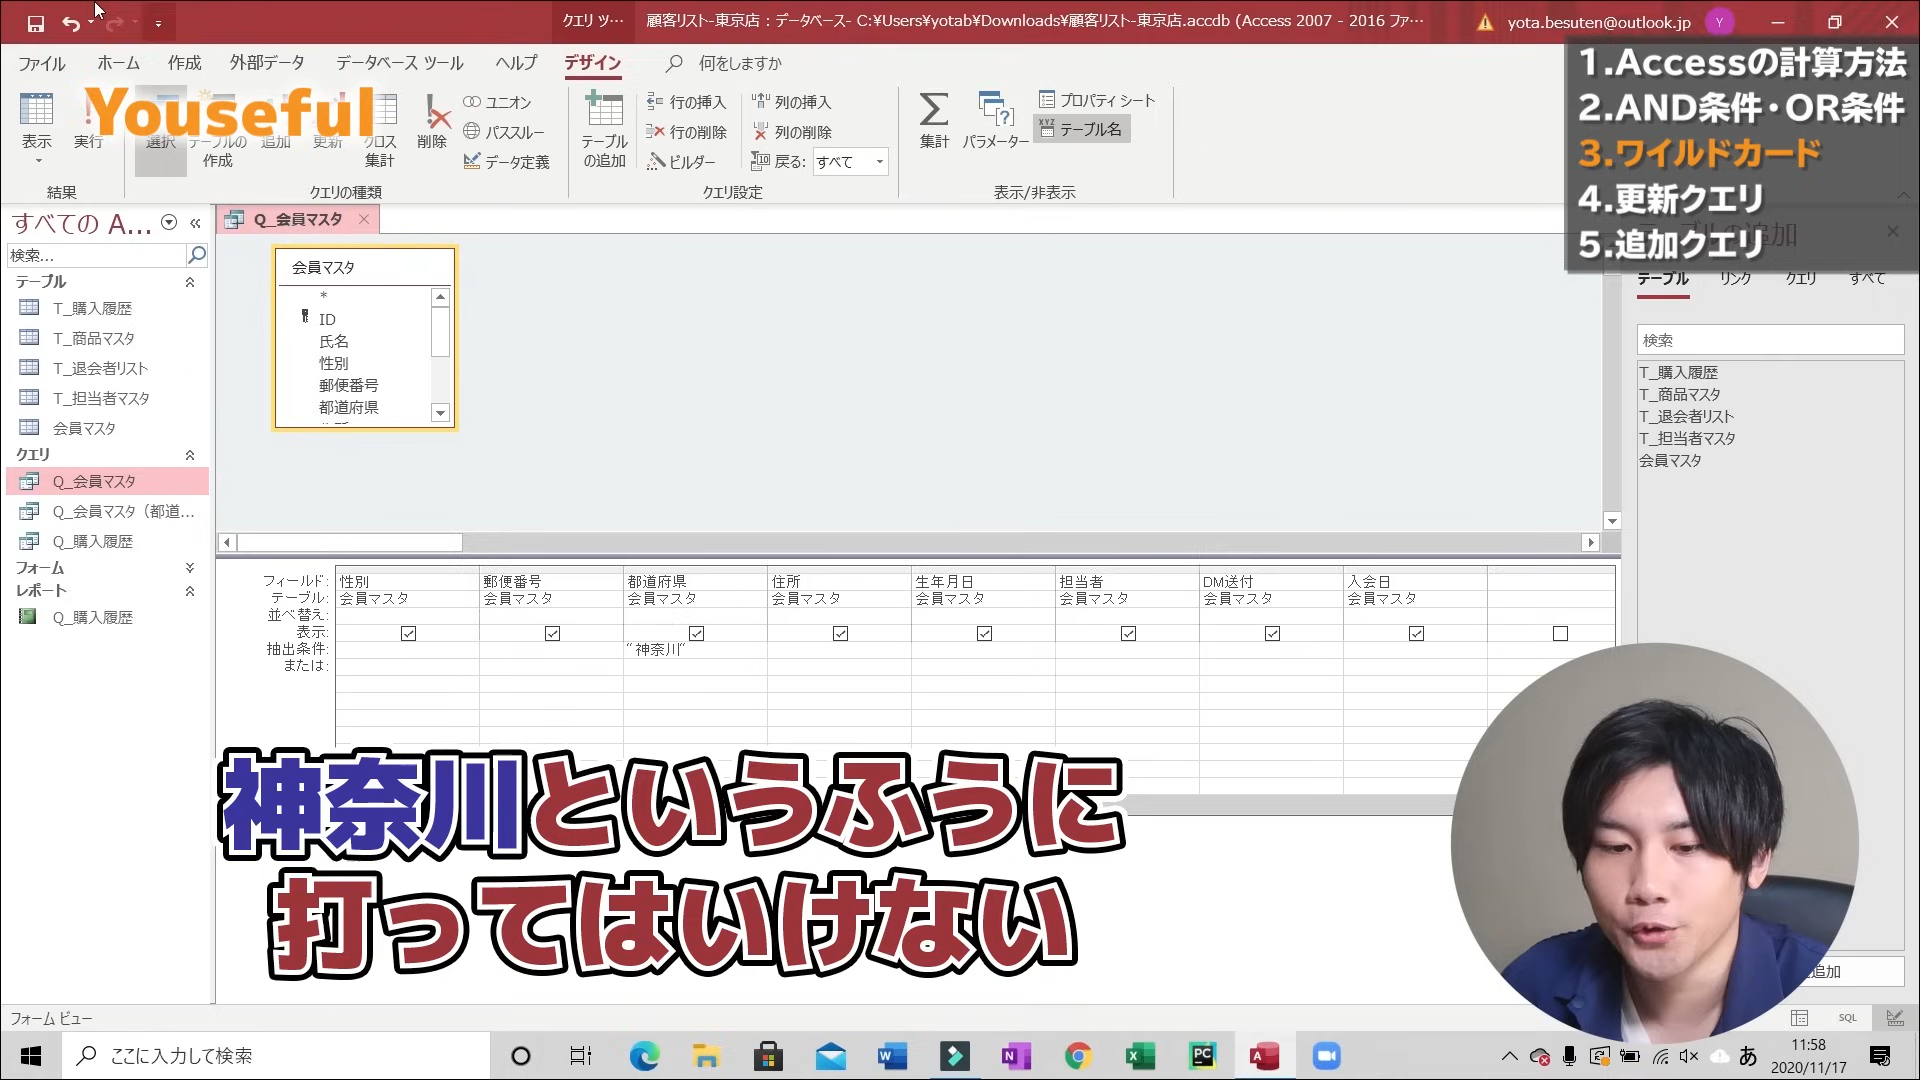 クエリ ツ…
顧客リスト-東京店 : データベース- C:¥Users¥yotab¥Downloads¥顧客リスト-東京店.accdb (Access 2007 - 2016 ファ…
yota.besuten@outlook.jp
Y
ファイル ホーム 作成 外部データ データベース ツール ヘルプ デザイン 何をしますか
Youseful
表示
実行
選択
テーブルの
作成
追加
更新
クロス
集計
削除
ユニオン
パススルー
データ定義
テーブル
の追加
行の挿入
行の削除
ビルダー
列の挿入
列の削除
戻る: すべて
集計
パラメーター
プロパティ シート
テーブル名
結果
クエリの種類
クエリ設定
表示/非表示
1.Accessの計算方法
2.AND条件・OR条件
3.ワイルドカード
4.更新クエリ
5.追加クエリ
すべての A...
検索...
テーブル
T_購入履歴
T_商品マスタ
T_退会者リスト
T_担当者マスタ
会員マスタ
クエリ
Q_会員マスタ
Q_会員マスタ（都道...
Q_購入履歴
フォーム
レポート
Q_購入履歴
Q_会員マスタ
会員マスタ
*
ID
氏名
性別
郵便番号
都道府県
テーブル リンク クエリ すべて
検索
T_購入履歴
T_商品マスタ
T_退会者リスト
T_担当者マスタ
会員マスタ
追加
フィールド: 性別 郵便番号 都道府県 住所 生年月日 担当者 DM送付 入会日
テーブル: 会員マスタ 会員マスタ 会員マスタ 会員マスタ 会員マスタ 会員マスタ 会員マスタ 会員マスタ
並べ替え:
表示:
抽出条件: “神奈川“
または:
神奈川というふうに
打ってはいけない
フォーム ビュー
SQL
ここに入力して検索
あ
11:58
2020/11/17